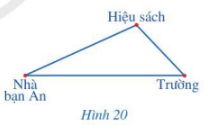 Hiệu sách
Nhà
bạn An
Trường
Hình 20